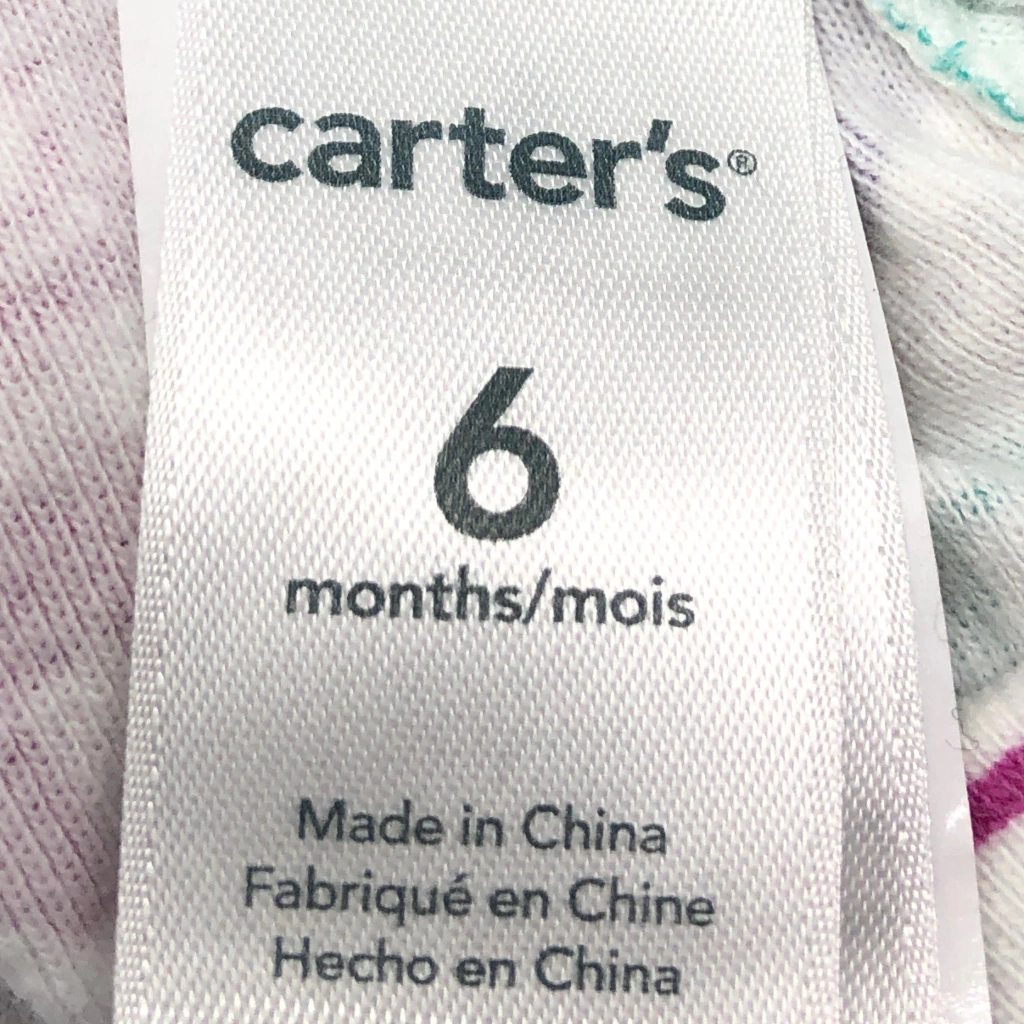 carter's®
6
months/mois
Made in China
Fabriqué en Chine
Hecho en China